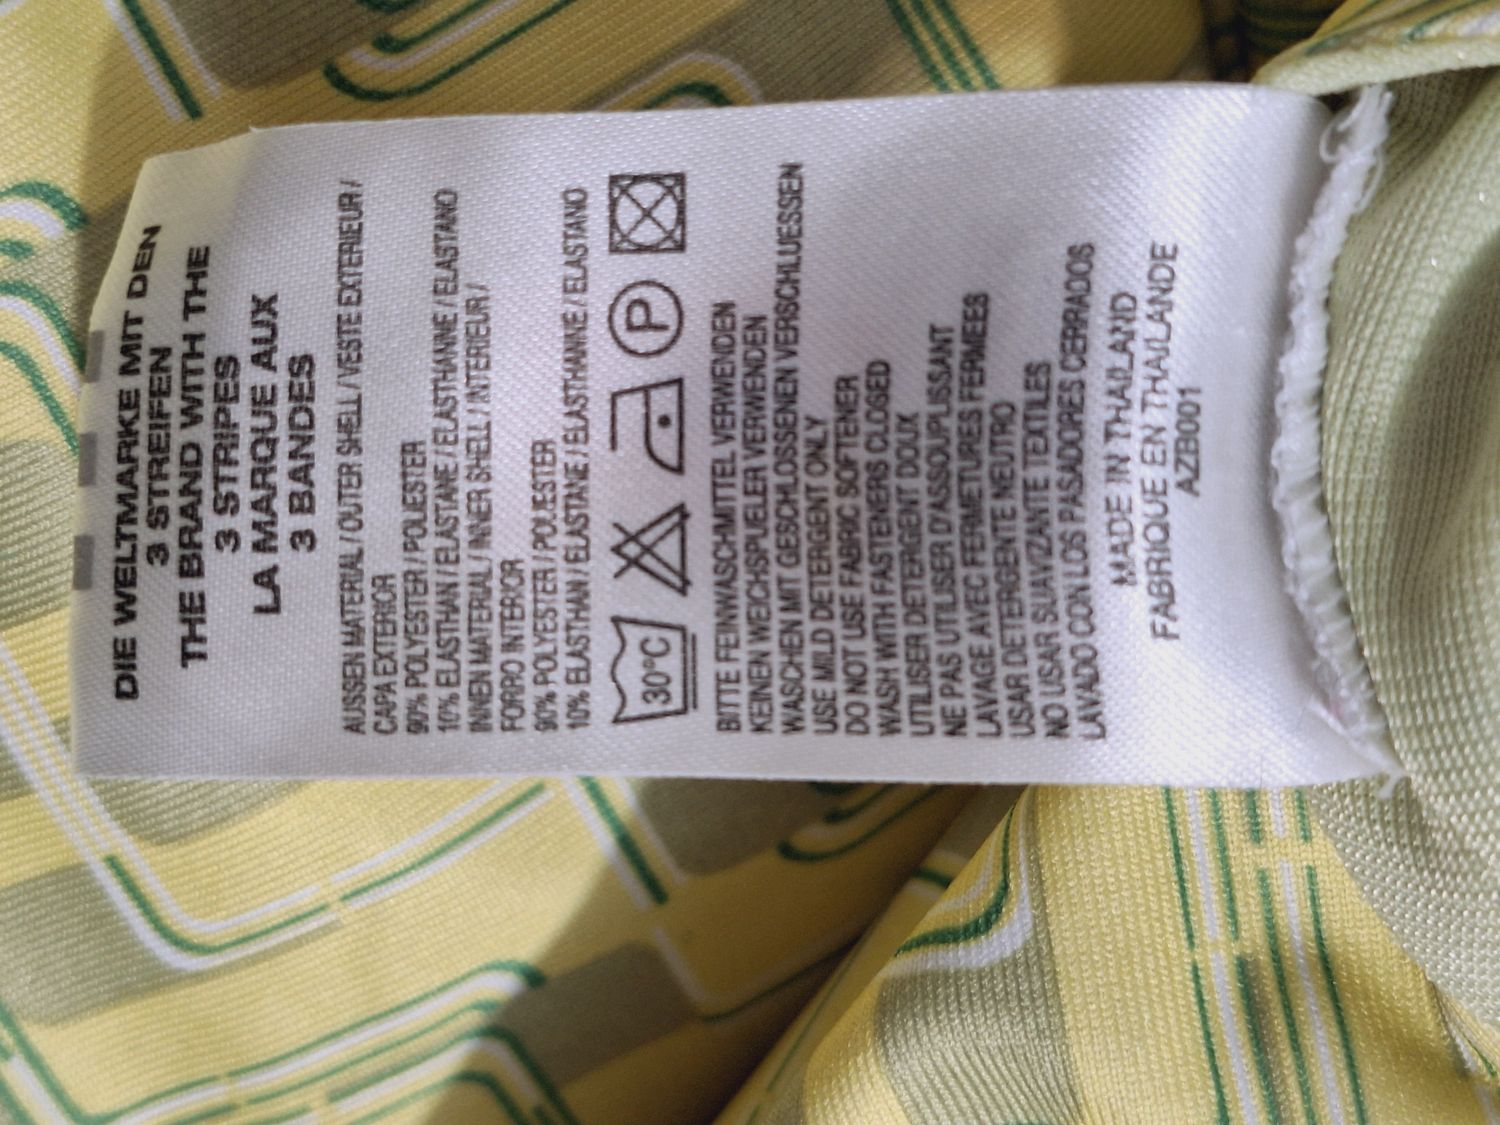 DIE WELTMARKE MIT DEN
3 STREIFEN
THE BRAND WITH THE
3 STRIPES
LA MARQUE AUX
3 BANDES
AUSSEN MATERIAL / OUTER SHELL / VESTE EXTERIEUR /
CAPA EXTERIOR
90% POLYESTER / POLIESTER
10% ELASTHAN / ELASTANE / ELASTHANNE / ELASTANO
INNEN MATERIAL / INNER SHELL / INTERIEUR /
FORRO INTERIOR
90% POLYESTER / POLIESTER
10% ELASTHAN / ELASTANE / ELASTHANNE / ELASTANO
30°C P
BITTE FEINWASCHMITTEL VERWENDEN
KEINEN WEICHSPUELER VERWENDEN
WASCHEN MIT GESCHLOSSENEN VERSCHLUESSEN
USE MILD DETERGENT ONLY
DO NOT USE FABRIC SOFTENER
WASH WITH FASTENERS CLOSED
UTILISER DETERGENT DOUX
NE PAS UTILISER D'ASSOUPLISSANT
LAVAGE AVEC FERMETURES FERMEES
USAR DETERGENTE NEUTRO
NO USAR SUAVIZANTE TEXTILES
LAVADO CON LOS PASADORES CERRADOS
MADE IN THAILAND
FABRIQUE EN THAILANDE
AZB001